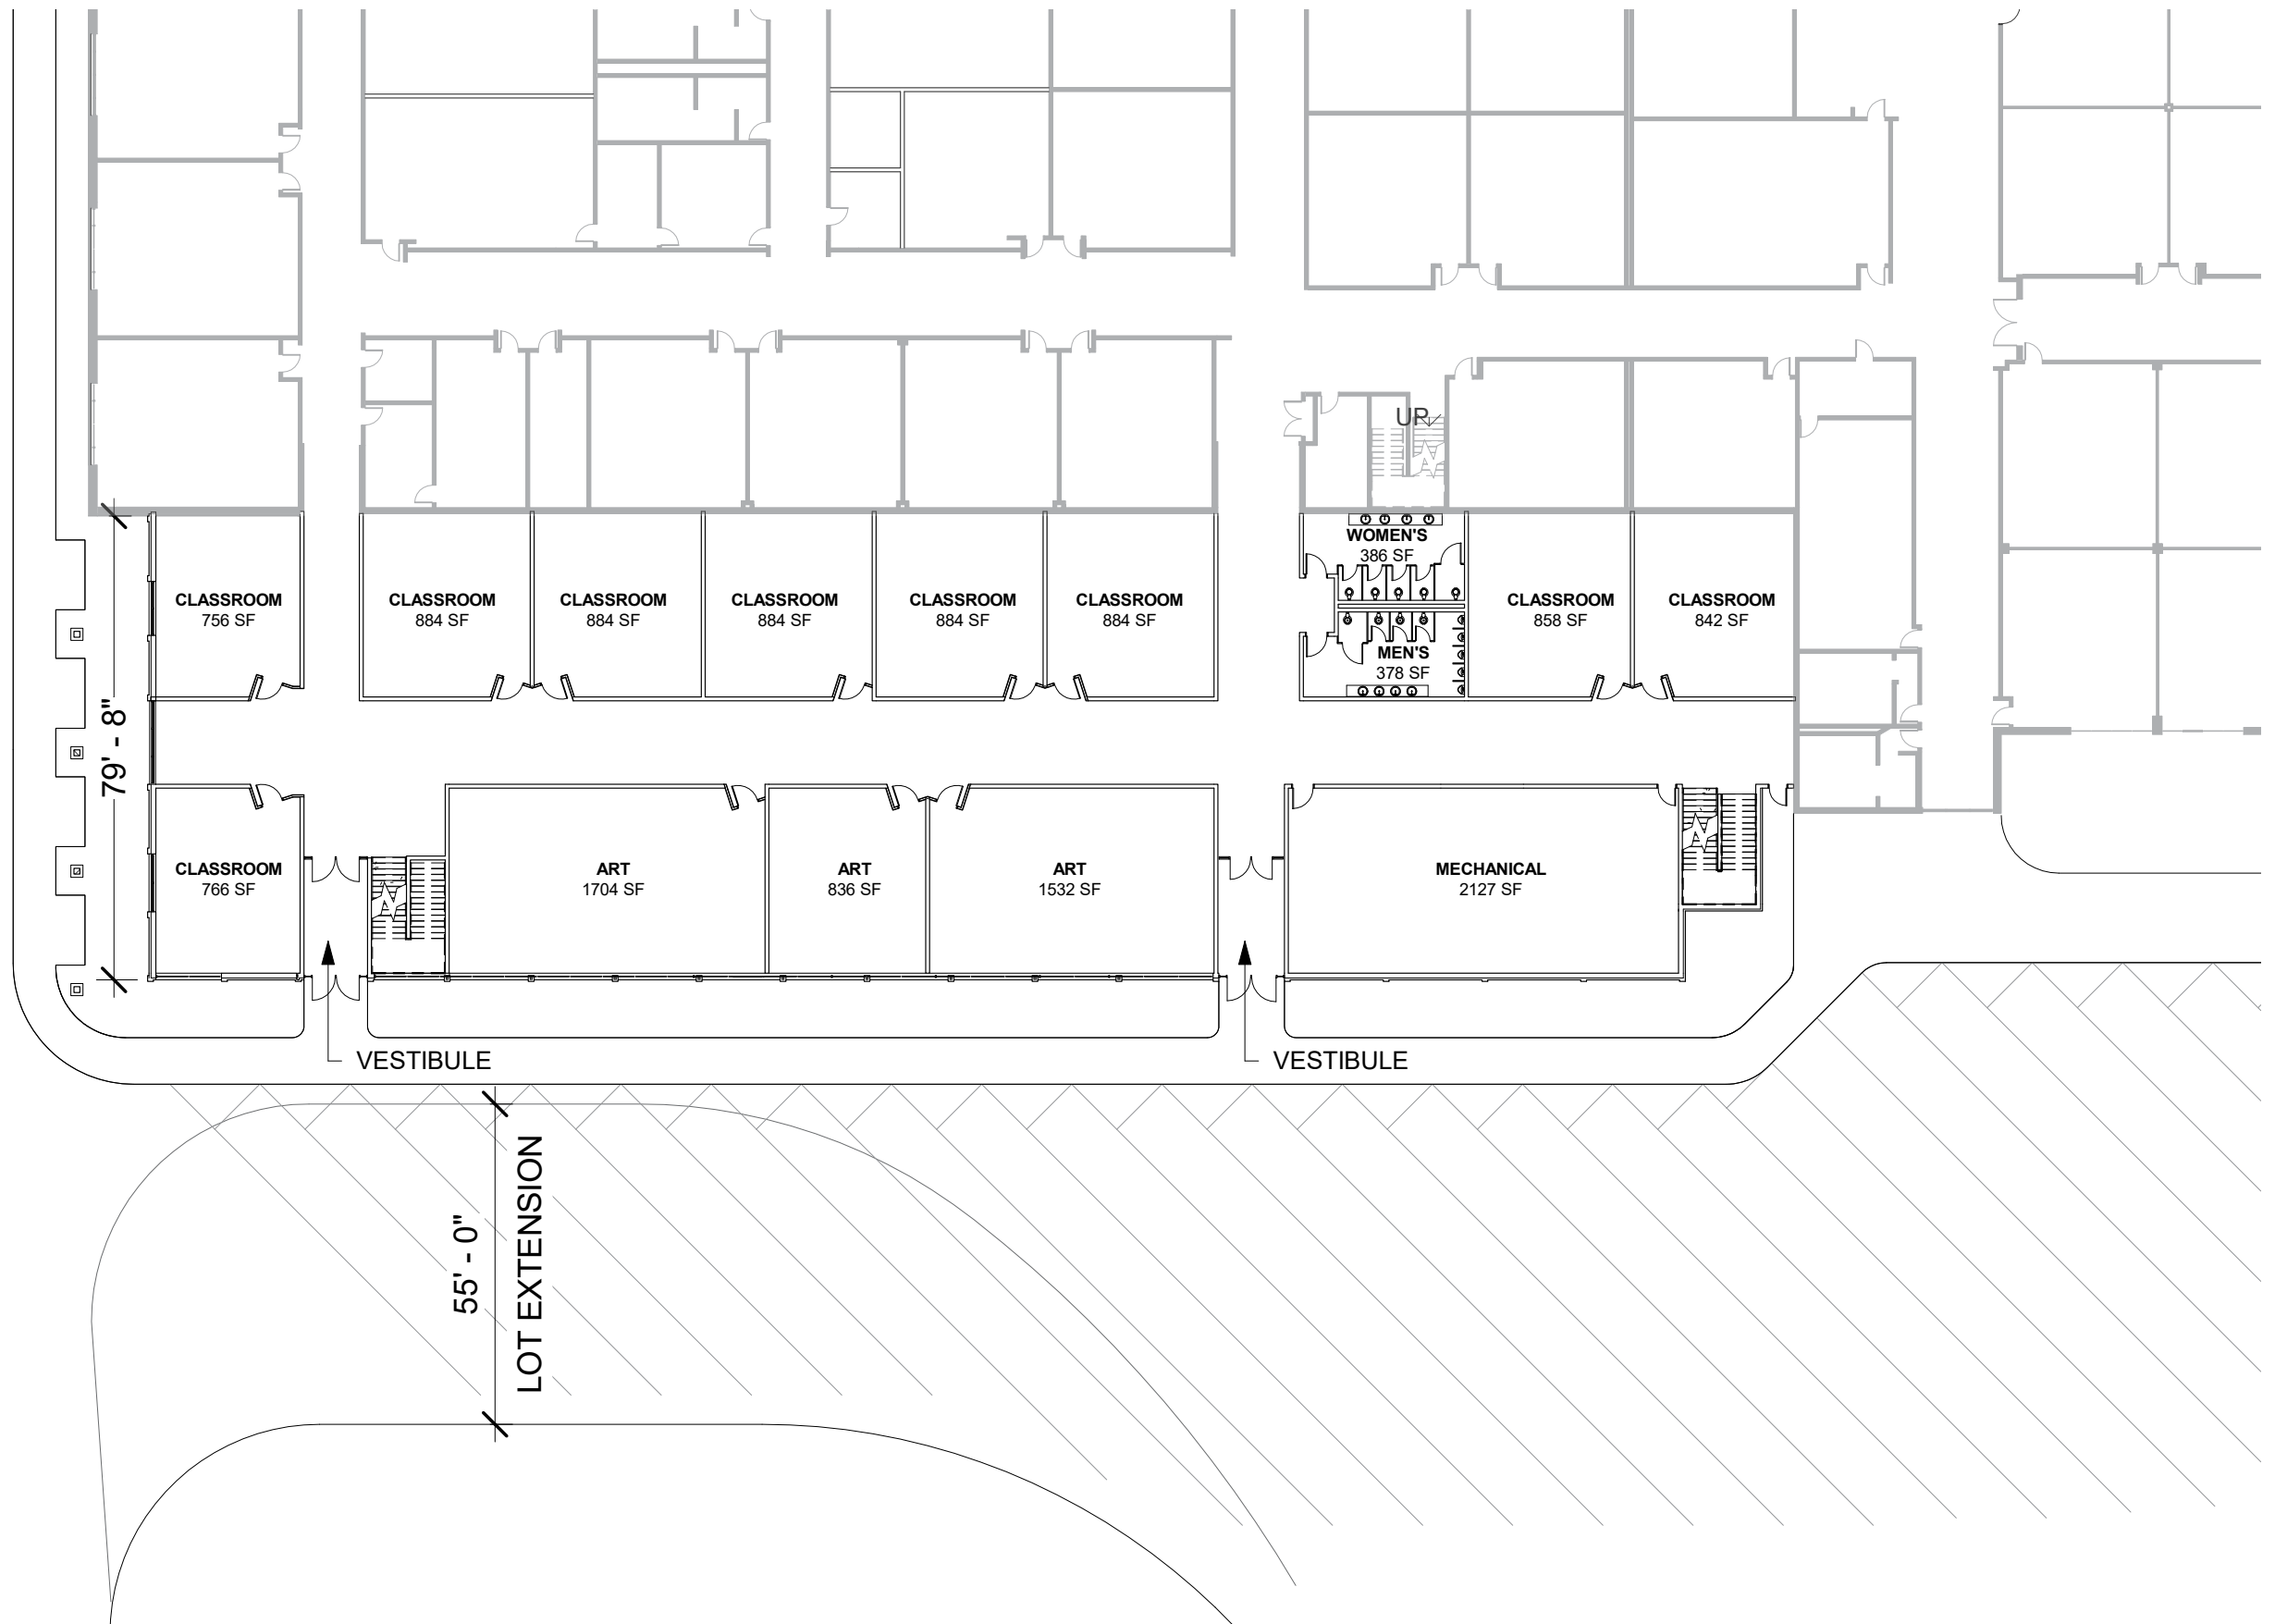 UP
WOMEN'S
386 SF
CLASSROOM
756 SF
CLASSROOM
884 SF
CLASSROOM
884 SF
CLASSROOM
884 SF
CLASSROOM
884 SF
CLASSROOM
884 SF
CLASSROOM
858 SF
CLASSROOM
842 SF
MEN'S
378 SF
79' - 8"
CLASSROOM
766 SF
ART
1704 SF
ART
836 SF
ART
1532 SF
MECHANICAL
2127 SF
VESTIBULE
VESTIBULE
55' - 0"
LOT EXTENSION